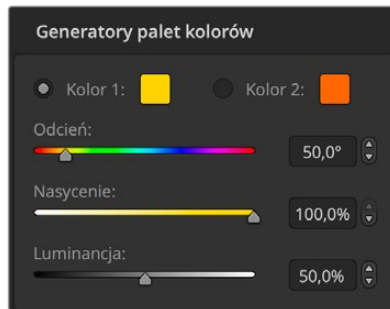 Generatory palet kolorów
Kolor 1: Kolor 2:
Odcień:
50,0°
Nasycenie:
100,0%
Luminancja:
50,0%